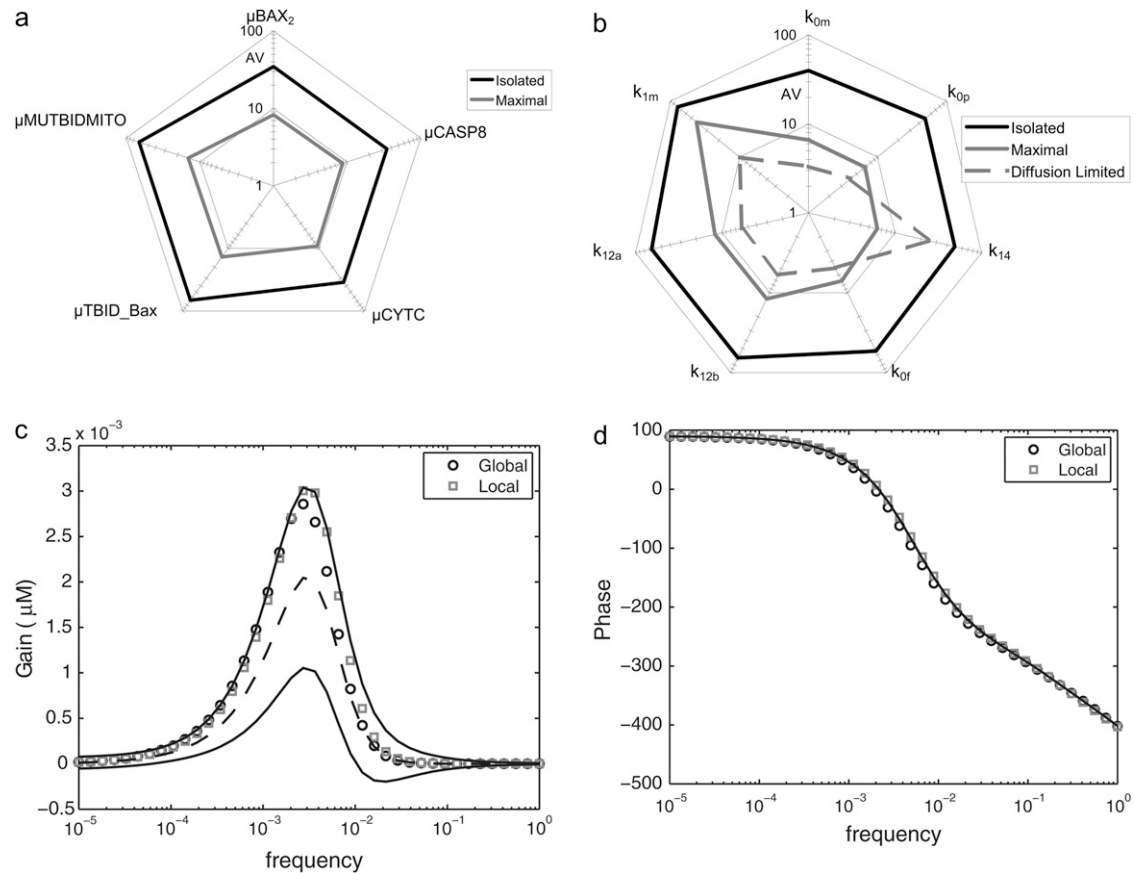 a
µBAX₂
100
AV
10
1
µMUTBIDMITO
µCASP8
µTBID_Bax
µCYTC
Isolated
Maximal
b
k₀ₘ
100
AV
10
1
k₁ₘ
k₀ₚ
k₁₂ₐ
k₁₄
k12b
k0f
Isolated
Maximal
Diffusion Limited
c
x 10⁻³
3.5
3
2.5
2
1.5
1
0.5
0
−0.5
Gain ( µM)
Global
Local
10⁻⁵
10⁻⁴
10⁻³
10⁻²
10⁻¹
10⁰
frequency
d
100
0
−100
−200
−300
−400
−500
Phase
Global
Local
10⁻⁵
10⁻⁴
10⁻³
10⁻²
10⁻¹
10⁰
frequency